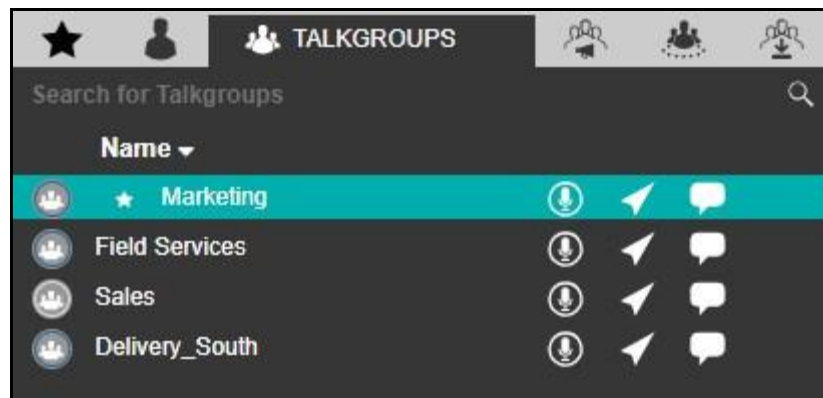 TALKGROUPS
Search for Talkgroups
Name
Marketing
Field Services
Sales
Delivery_South